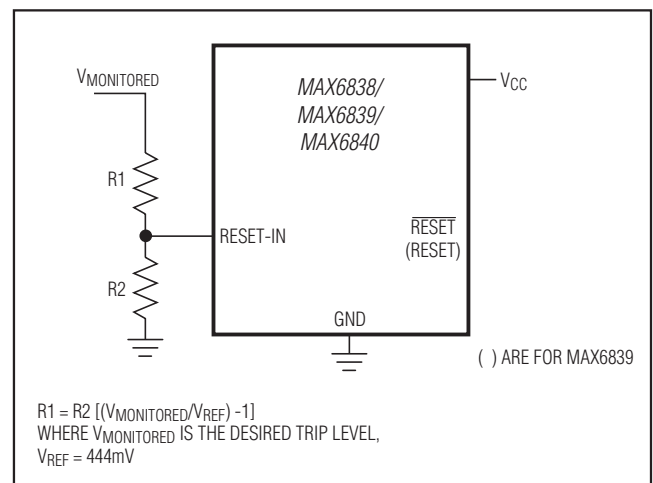 VMONITORED
MAX6838/
MAX6839/
MAX6840
VCC
R1
RESET-IN
RESET
(RESET)
R2
GND
( ) ARE FOR MAX6839
R1 = R2 [(VMONITORED/VREF) -1]
WHERE VMONITORED IS THE DESIRED TRIP LEVEL,
VREF = 444mV